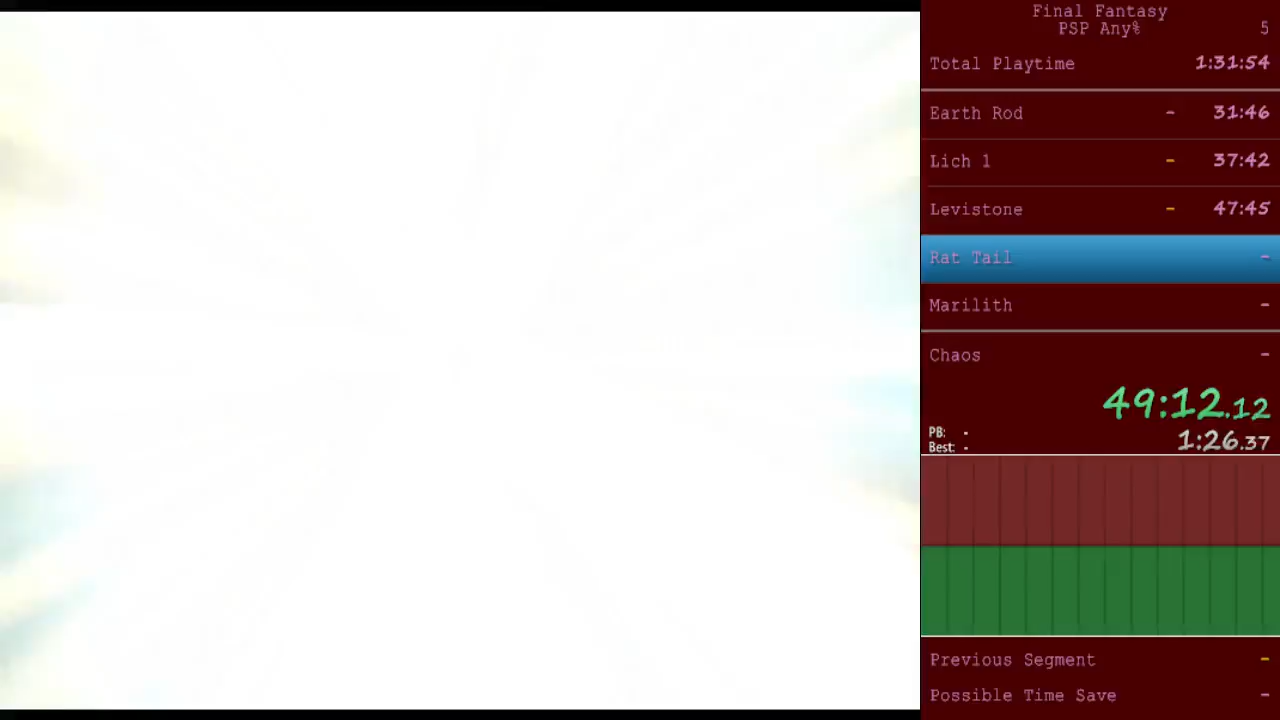 Final Fantasy
PSP Any% 5
Total Playtime 1:31:54
Earth Rod - 31:46
Lich 1 - 37:42
Levistone - 47:45
Rat Tail -
Marilith -
Chaos -
49:12.12
PB: - 1:26.37
Best: -
Previous Segment -
Possible Time Save -